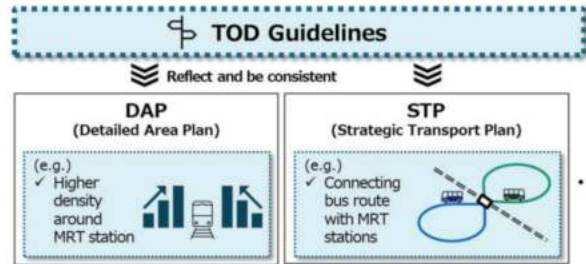 TOD Guidelines
Reflect and be consistent
DAP
(Detailed Area Plan)
(e.g.)
✓ Higher
density
around
MRT station
STP
(Strategic Transport Plan)
(e.g.)
✓ Connecting
bus route
with MRT
stations